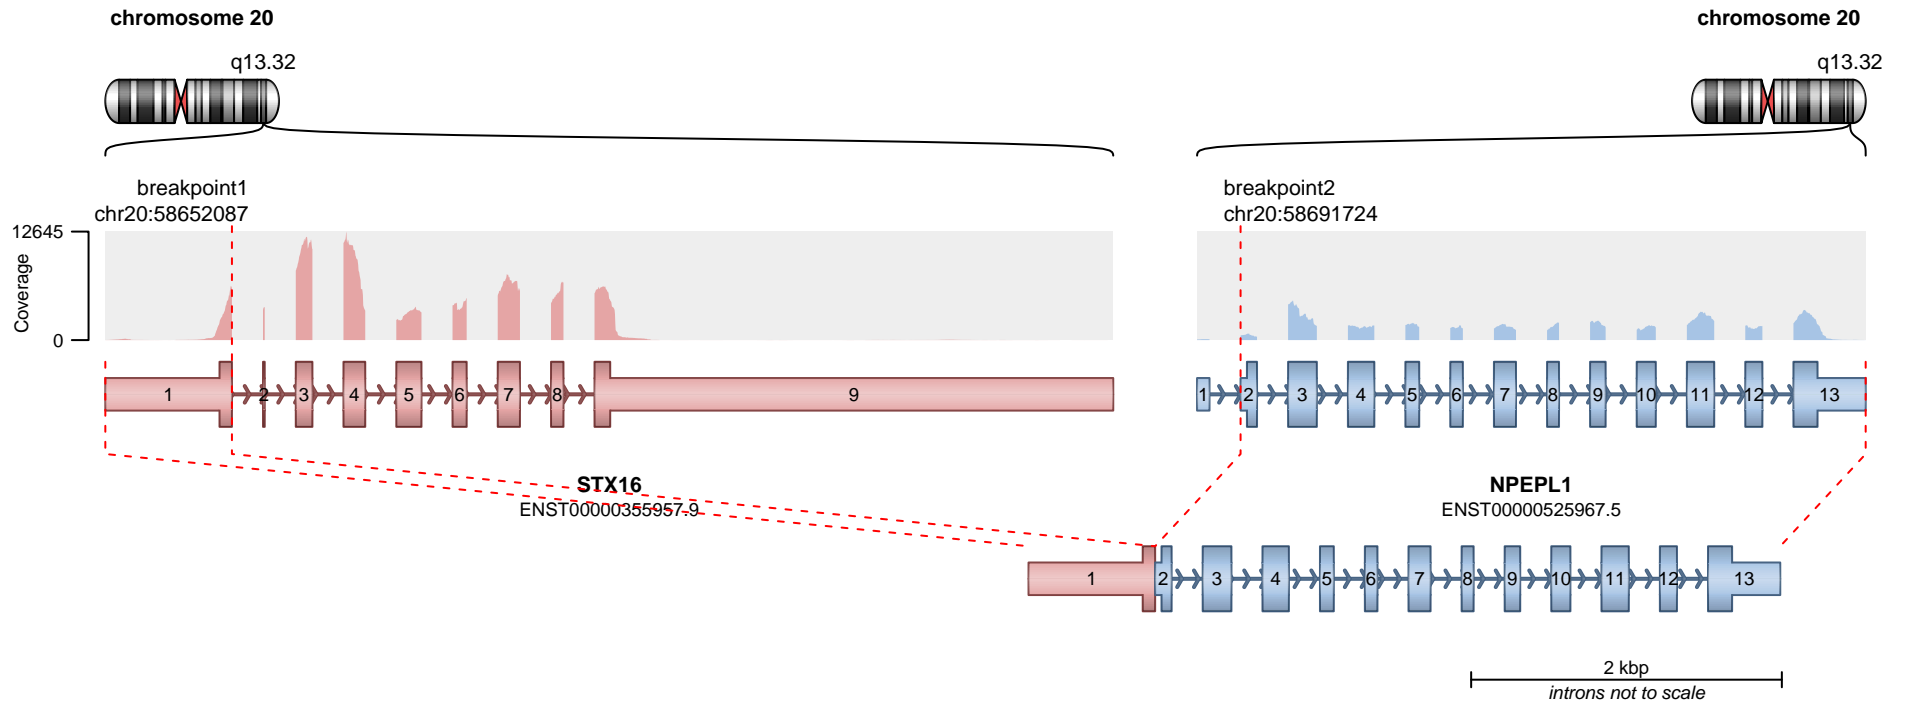 chromosome 20
chromosome 20
q13.32
q13.32
breakpoint1
chr20:58652087
breakpoint2
chr20:58691724
12645
Coverage
0
1 2 3 4 5 6 7 8 9
1 2 3 4 5 6 7 8 9 10 11 12 13
STX16
ENST00000355957.9
NPEPL1
ENST00000525967.5
1 2 3 4 5 6 7 8 9 10 11 12 13
2 kbp
introns not to scale